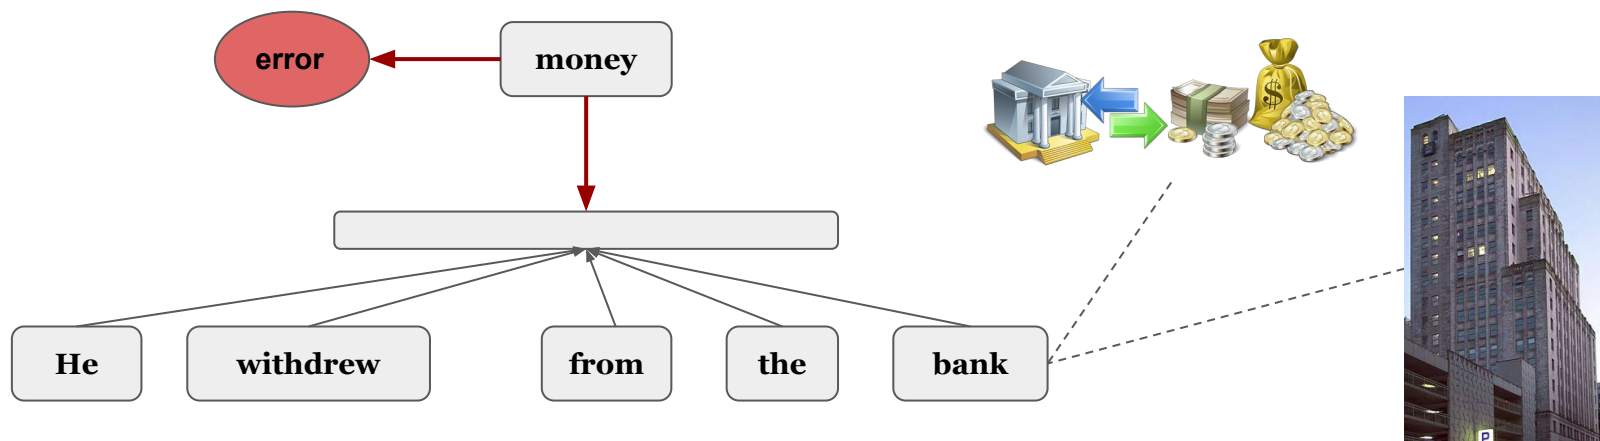 error
money
$
He withdrew from the bank
P